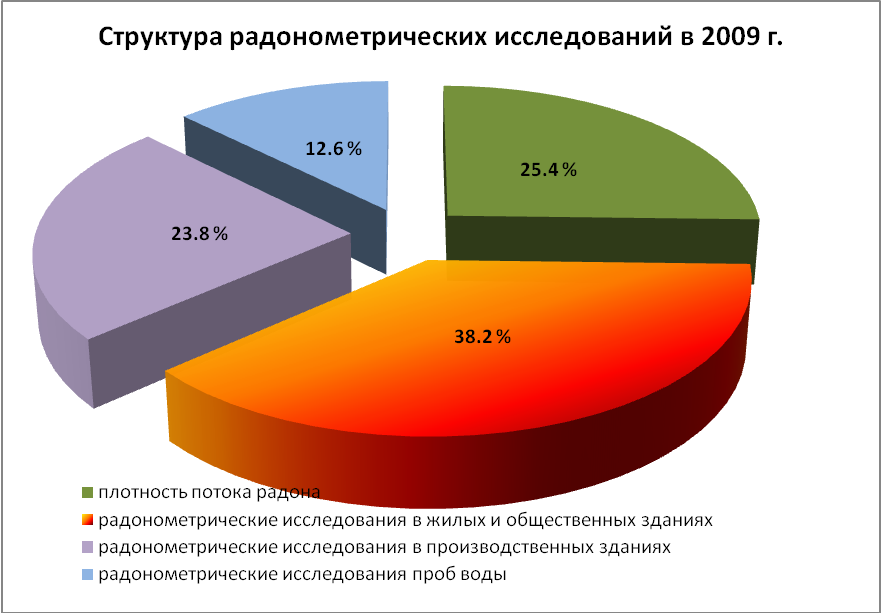 Структура радонометрических исследований в 2009 г.
12.6 %
25.4 %
23.8 %
38.2 %
плотность потока радона
радонометрические исследования в жилых и общественных зданиях
радонометрические исследования в производственных зданиях
радонометрические исследования проб воды